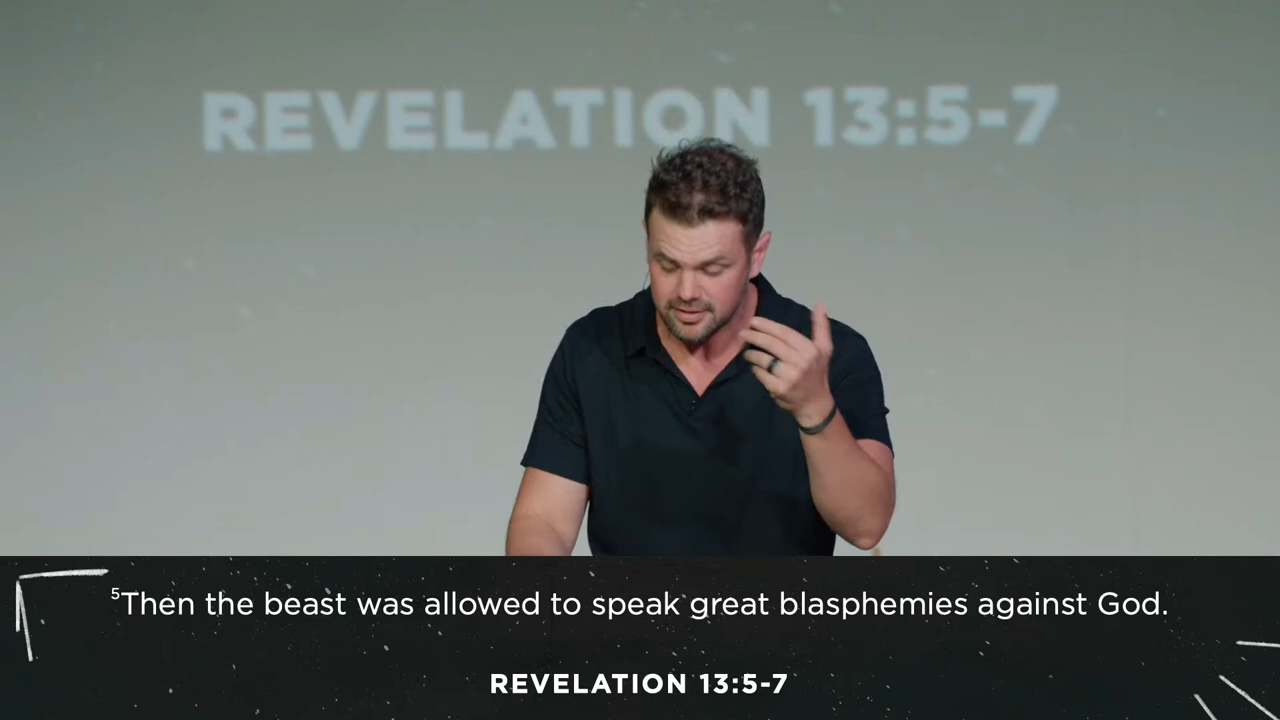 REVELATION 13:5-7
⁵Then the beast was allowed to speak great blasphemies against God.
REVELATION 13:5-7